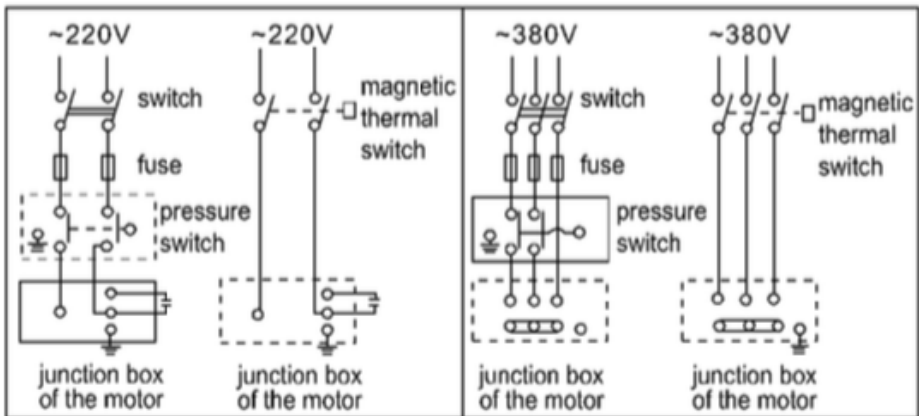 ~220V
~220V
~380V
~380V
switch
magnetic
thermal
switch
fuse
pressure
switch
switch
magnetic
thermal
switch
fuse
pressure
switch
junction box
of the motor
junction box
of the motor
junction box
of the motor
junction box
of the motor